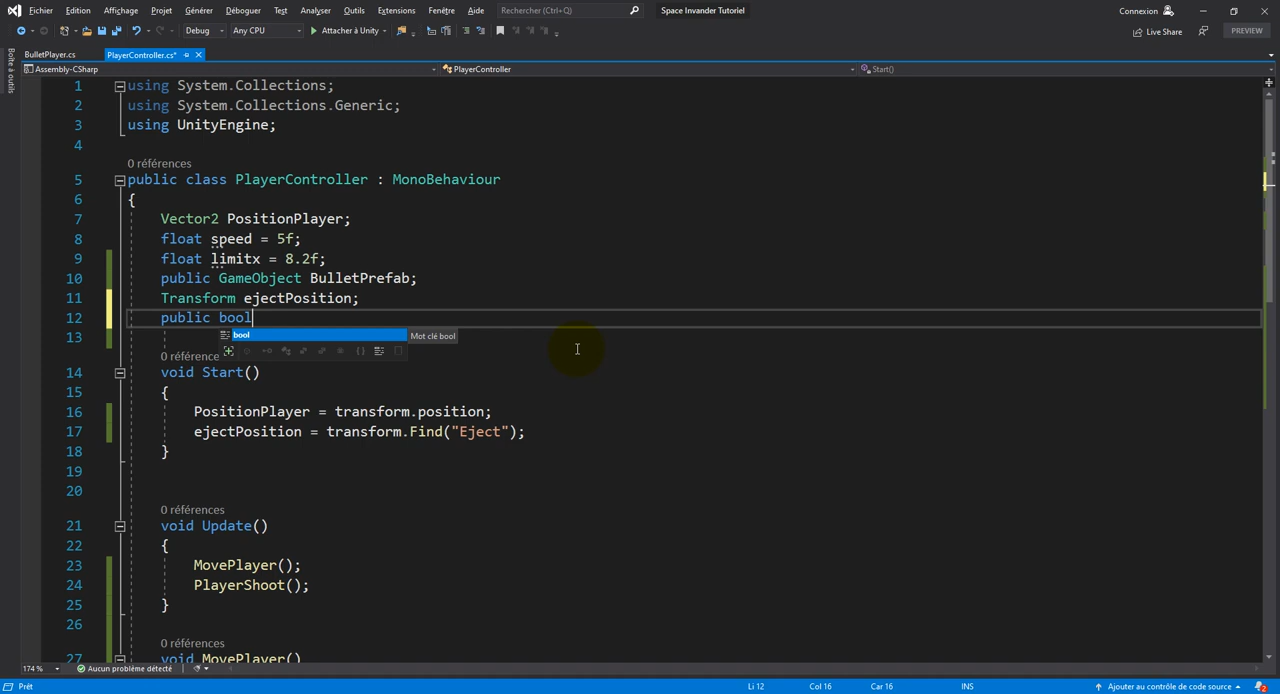 Fichier Edition Affichage Projet Générer Déboguer Test Analyser Outils Extensions Fenêtre Aide Rechercher (Ctrl+Q) Space Invander Tutoriel Connexion
Debug Any CPU Attacher à Unity Live Share PREVIEW
Boîte à outils
BulletPlayer.cs PlayerController.cs*
Assembly-CSharp PlayerController Start()
1 using System.Collections;
2 using System.Collections.Generic;
3 using UnityEngine;
4
0 références
5 public class PlayerController : MonoBehaviour
6 {
7 Vector2 PositionPlayer;
8 float speed = 5f;
9 float limitx = 8.2f;
10 public GameObject BulletPrefab;
11 Transform ejectPosition;
12 public bool
bool Mot clé bool
13
0 référence
14 void Start()
15 {
16 PositionPlayer = transform.position;
17 ejectPosition = transform.Find("Eject");
18 }
19
20
0 références
21 void Update()
22 {
23 MovePlayer();
24 PlayerShoot();
25 }
26
0 références
27 void MovePlayer()
174 % Aucun problème détecté
Prêt Li 12 Col 16 Car 16 INS Ajouter au contrôle de code source 2